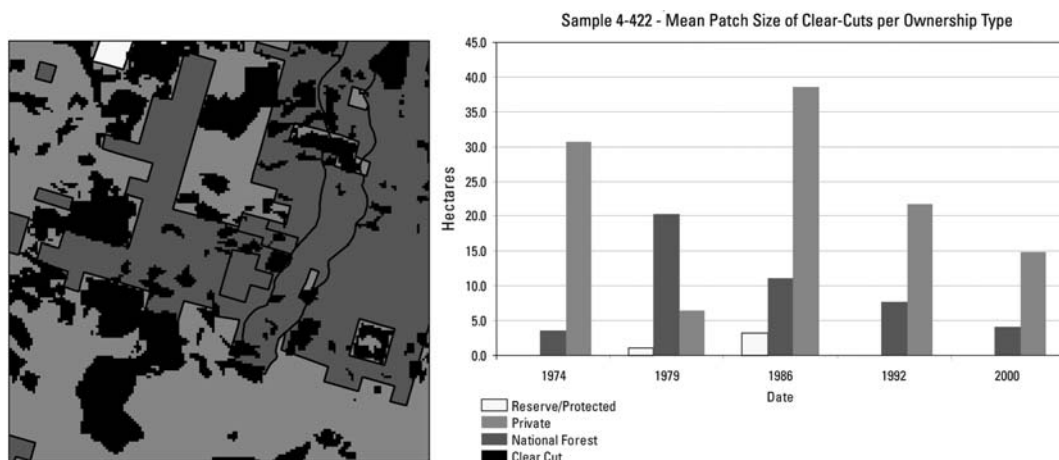 Sample 4-422 - Mean Patch Size of Clear-Cuts per Ownership Type
45.0
40.0
35.0
30.0
25.0
20.0
15.0
10.0
5.0
0.0
Hectares
1974 1979 1986 1992 2000
Date
Reserve/Protected
Private
National Forest
Clear Cut